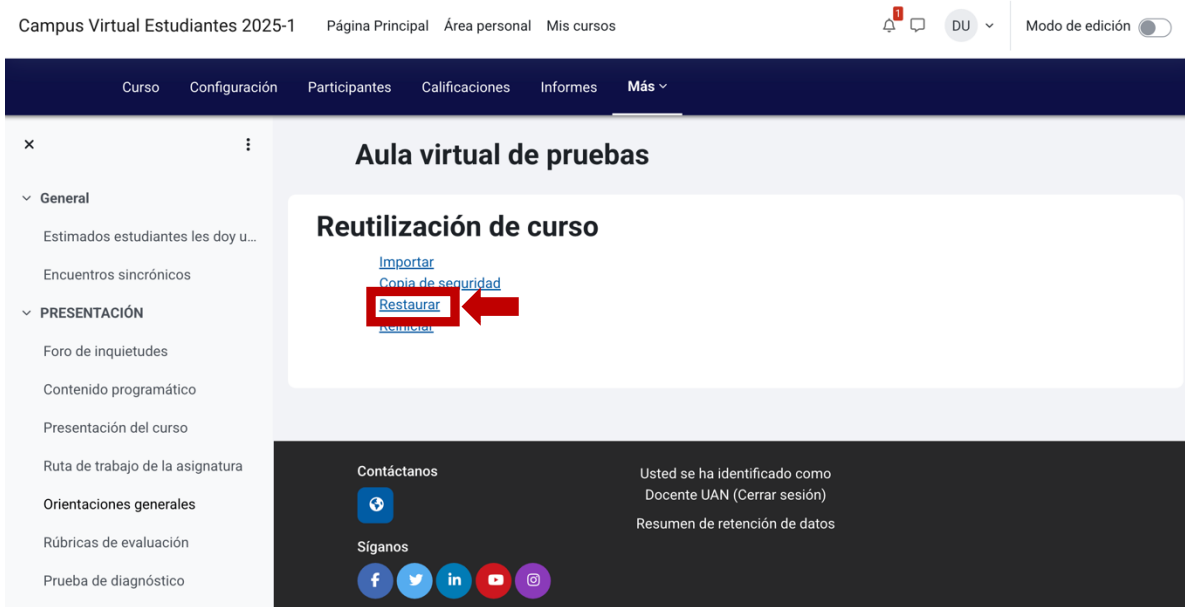 Campus Virtual Estudiantes 2025-1 Página Principal Área personal Mis cursos 1 DU Modo de edición
Curso Configuración Participantes Calificaciones Informes Más
Aula virtual de pruebas
General
Estimados estudiantes les doy u...
Encuentros sincrónicos
PRESENTACIÓN
Foro de inquietudes
Contenido programático
Presentación del curso
Ruta de trabajo de la asignatura
Orientaciones generales
Rúbricas de evaluación
Prueba de diagnóstico
Reutilización de curso
Importar
Copia de seguridad
Restaurar
Reiniciar
Contáctanos
Síganos
Usted se ha identificado como
Docente UAN (Cerrar sesión)
Resumen de retención de datos